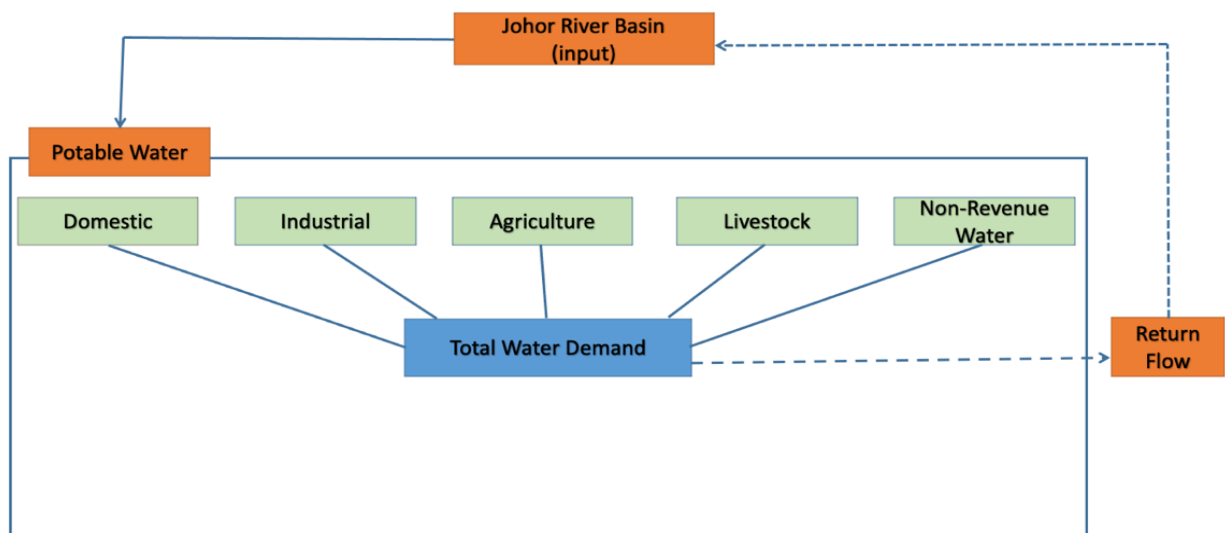 Johor River Basin
(input)
Potable Water
Domestic
Industrial
Agriculture
Livestock
Non-Revenue
Water
Total Water Demand
Return
Flow